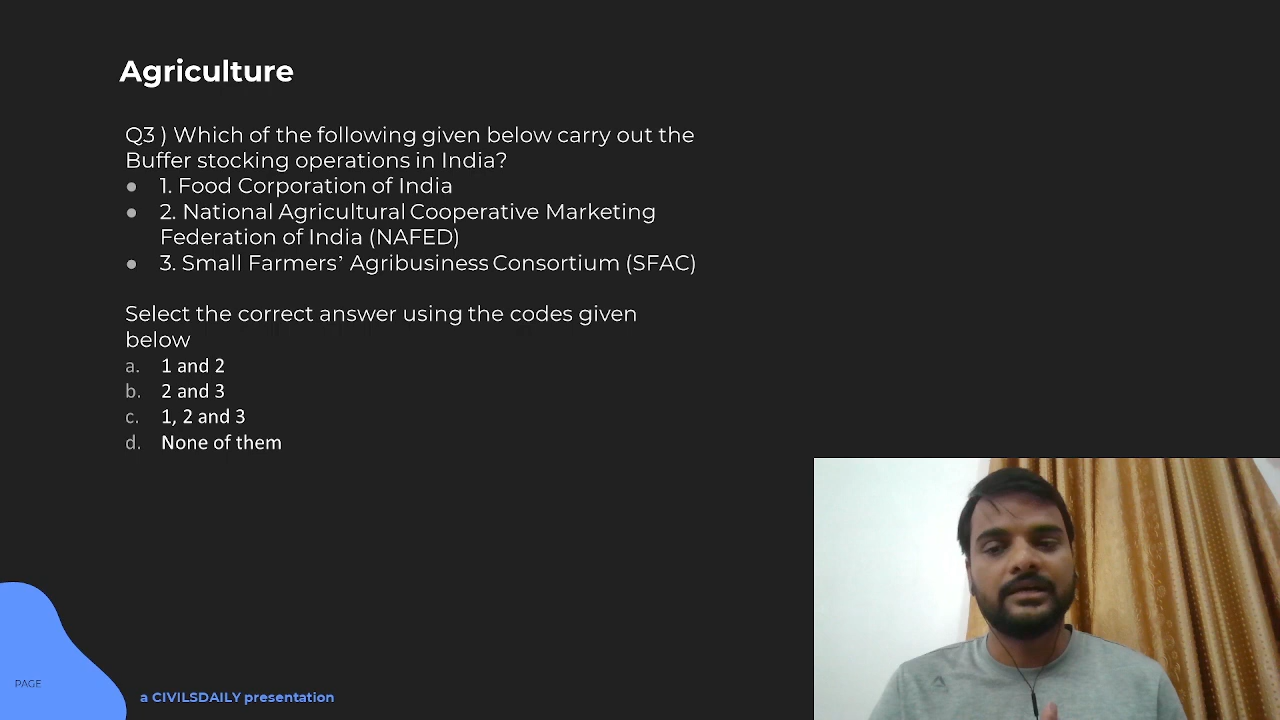 Agriculture
Q3 ) Which of the following given below carry out the
Buffer stocking operations in India?
● 1. Food Corporation of India
● 2. National Agricultural Cooperative Marketing
Federation of India (NAFED)
● 3. Small Farmers’ Agribusiness Consortium (SFAC)
Select the correct answer using the codes given
below
a. 1 and 2
b. 2 and 3
c. 1, 2 and 3
d. None of them
PAGE
a CIVILSDAILY presentation